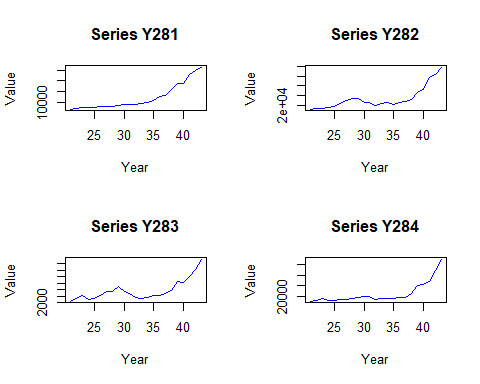 Series Y281
Value
10000
25 30 35 40
Year
Series Y282
Value
2e+04
25 30 35 40
Year
Series Y283
Value
2000
25 30 35 40
Year
Series Y284
Value
20000
25 30 35 40
Year